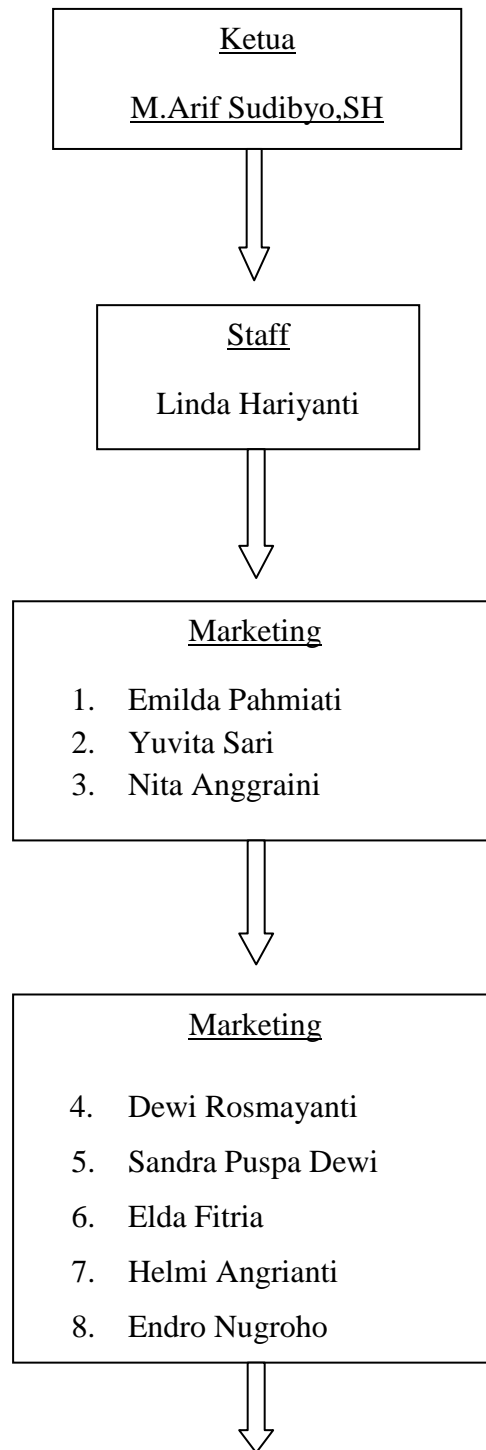 Ketua
M.Arif Sudibyo,SH
Staff
Linda Hariyanti
Marketing
1. Emilda Pahmiati
2. Yuvita Sari
3. Nita Anggraini
Marketing
4. Dewi Rosmayanti
5. Sandra Puspa Dewi
6. Elda Fitria
7. Helmi Angrianti
8. Endro Nugroho